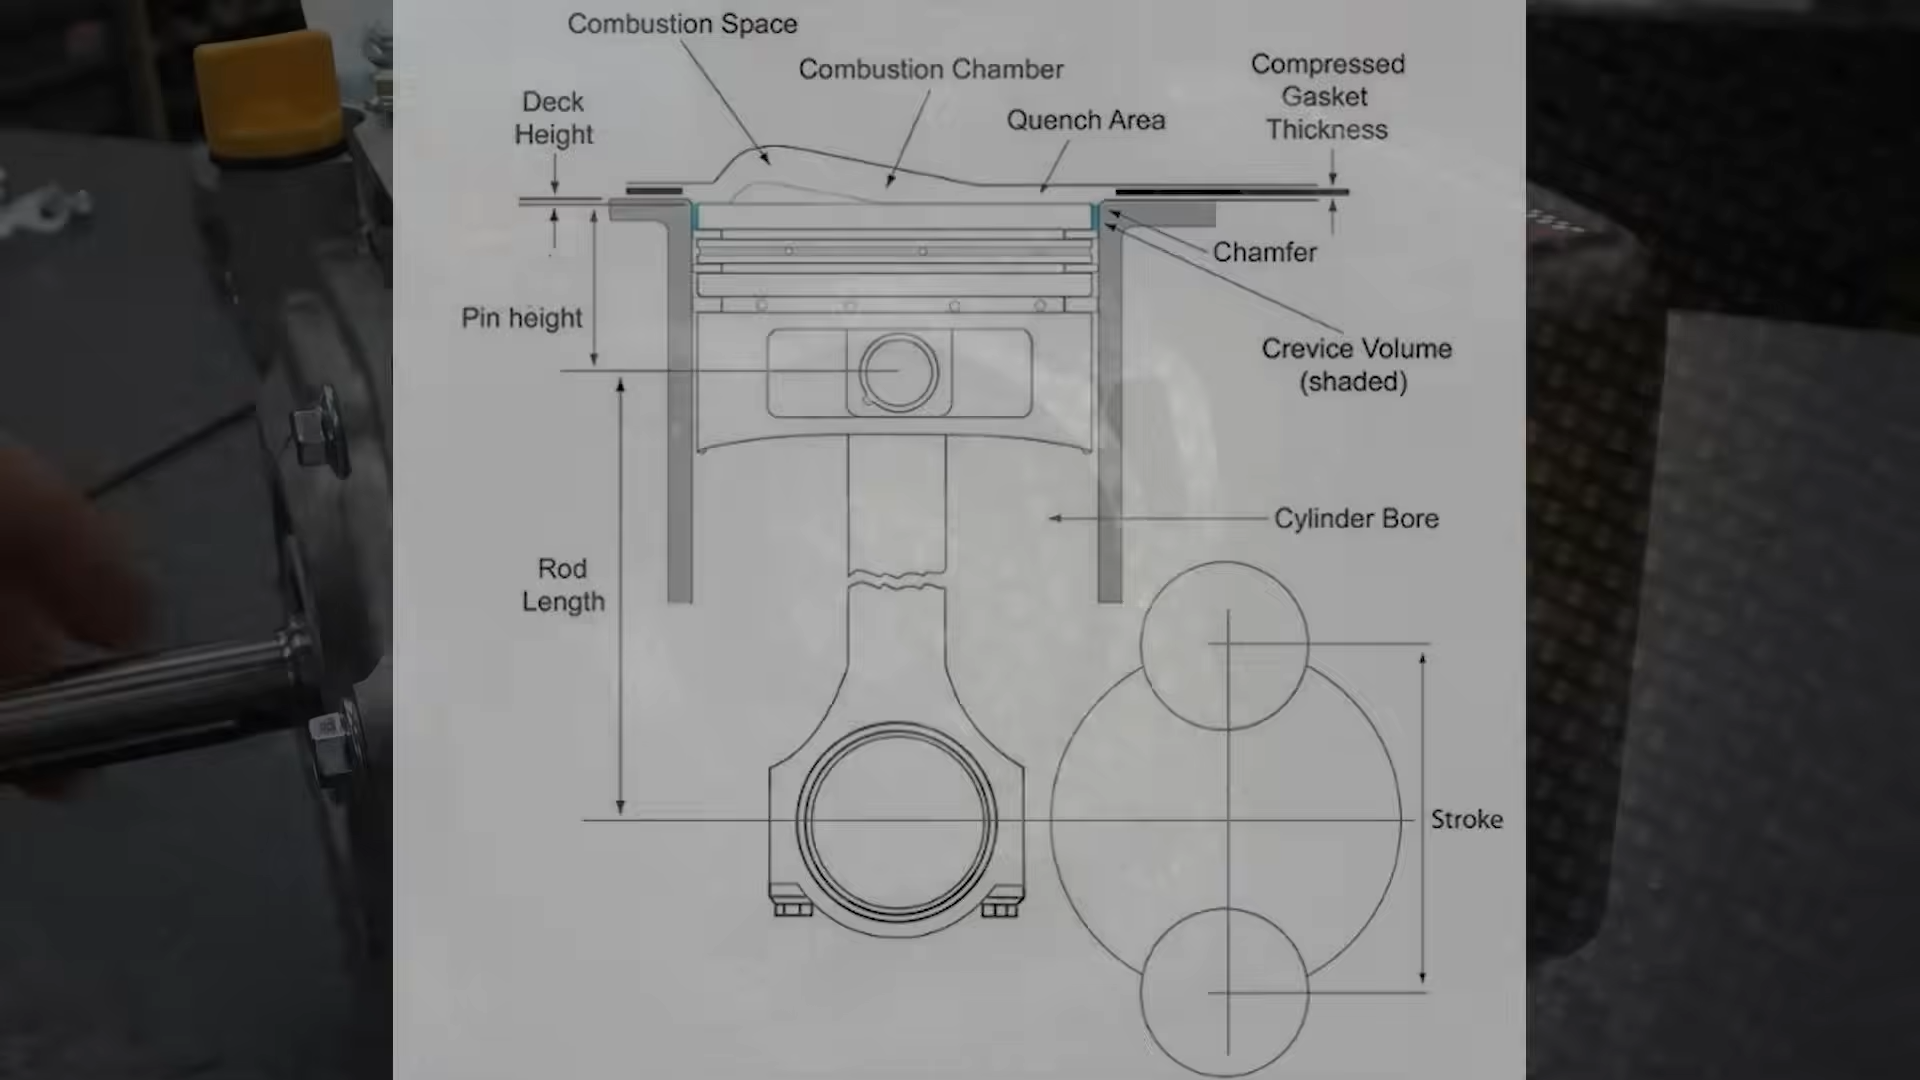 Combustion Space
Combustion Chamber
Compressed
Gasket
Thickness
Deck
Height
Quench Area
Chamfer
Pin height
Crevice Volume
(shaded)
Cylinder Bore
Rod
Length
Stroke